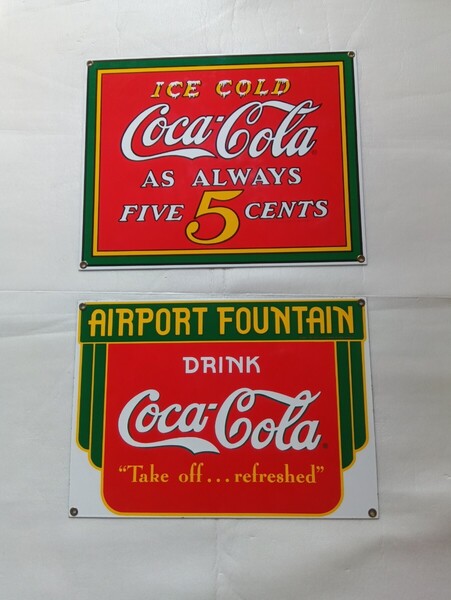 ICE COLD
Coca-Cola
AS ALWAYS
FIVE 5 CENTS
AIRPORT FOUNTAIN
DRINK
Coca-Cola
"Take off... refreshed"